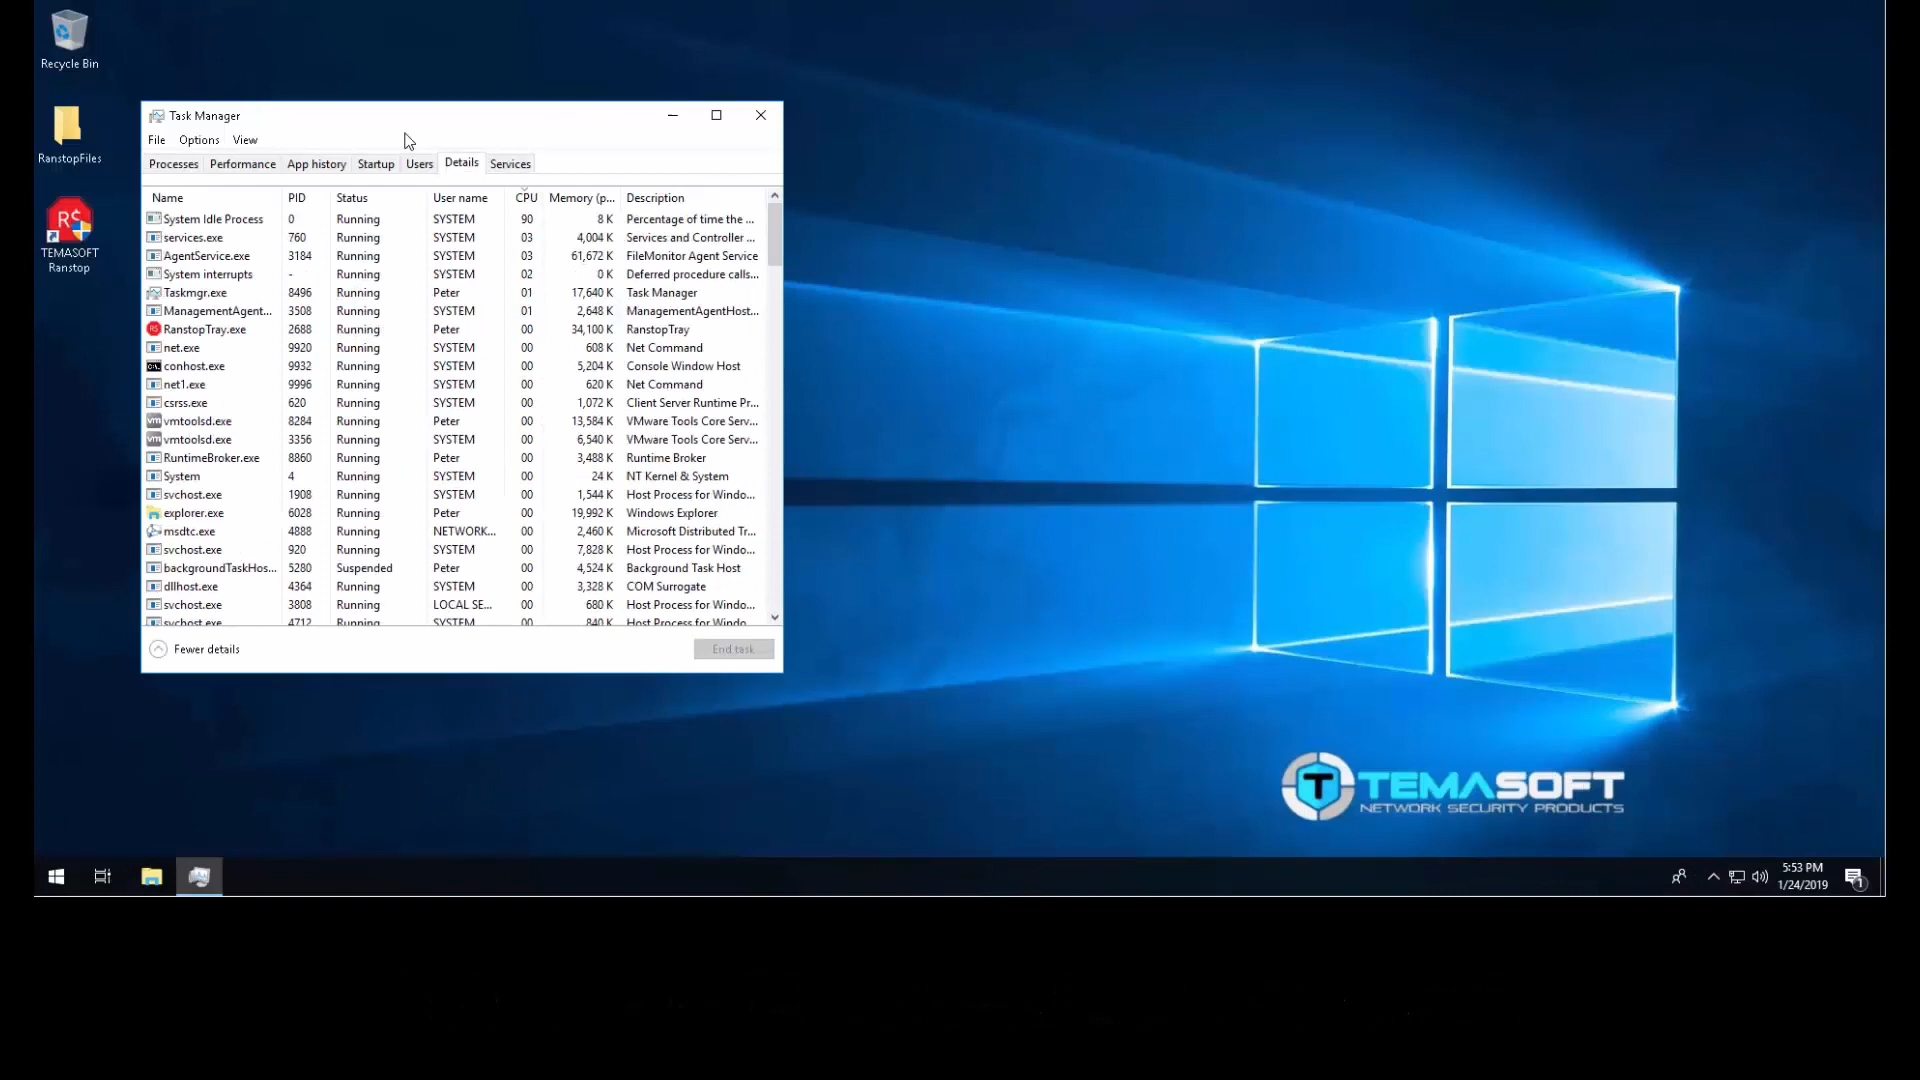 Recycle Bin
RanstopFiles
R$
TEMASOFT
Ranstop
Task Manager
File Options View
Processes Performance App history Startup Users Details Services
Name PID Status User name CPU Memory (p... Description
System Idle Process 0 Running SYSTEM 90 8 K Percentage of time the ...
services.exe 760 Running SYSTEM 03 4,004 K Services and Controller ...
AgentService.exe 3184 Running SYSTEM 03 61,672 K FileMonitor Agent Service
System interrupts - Running SYSTEM 02 0 K Deferred procedure calls...
Taskmgr.exe 8496 Running Peter 01 17,640 K Task Manager
ManagementAgent... 3508 Running SYSTEM 01 2,648 K ManagementAgentHost...
RanstopTray.exe 2688 Running Peter 00 34,100 K RanstopTray
net.exe 9920 Running SYSTEM 00 608 K Net Command
conhost.exe 9932 Running SYSTEM 00 5,204 K Console Window Host
net1.exe 9996 Running SYSTEM 00 620 K Net Command
csrss.exe 620 Running SYSTEM 00 1,072 K Client Server Runtime Pr...
vmtoolsd.exe 8284 Running Peter 00 13,584 K VMware Tools Core Serv...
vmtoolsd.exe 3356 Running SYSTEM 00 6,540 K VMware Tools Core Serv...
RuntimeBroker.exe 8860 Running Peter 00 3,488 K Runtime Broker
System 4 Running SYSTEM 00 24 K NT Kernel & System
svchost.exe 1908 Running SYSTEM 00 1,544 K Host Process for Windo...
explorer.exe 6028 Running Peter 00 19,992 K Windows Explorer
msdtc.exe 4888 Running NETWORK... 00 2,460 K Microsoft Distributed Tr...
svchost.exe 920 Running SYSTEM 00 7,828 K Host Process for Windo...
backgroundTaskHos... 5280 Suspended Peter 00 4,524 K Background Task Host
dllhost.exe 4364 Running SYSTEM 00 3,328 K COM Surrogate
svchost.exe 3808 Running LOCAL SE... 00 680 K Host Process for Windo...
svchost.exe 4712 Running SYSTEM 00 840 K Host Process for Windo
Fewer details End task
TEMASOFT
NETWORK SECURITY PRODUCTS
5:53 PM
1/24/2019
1